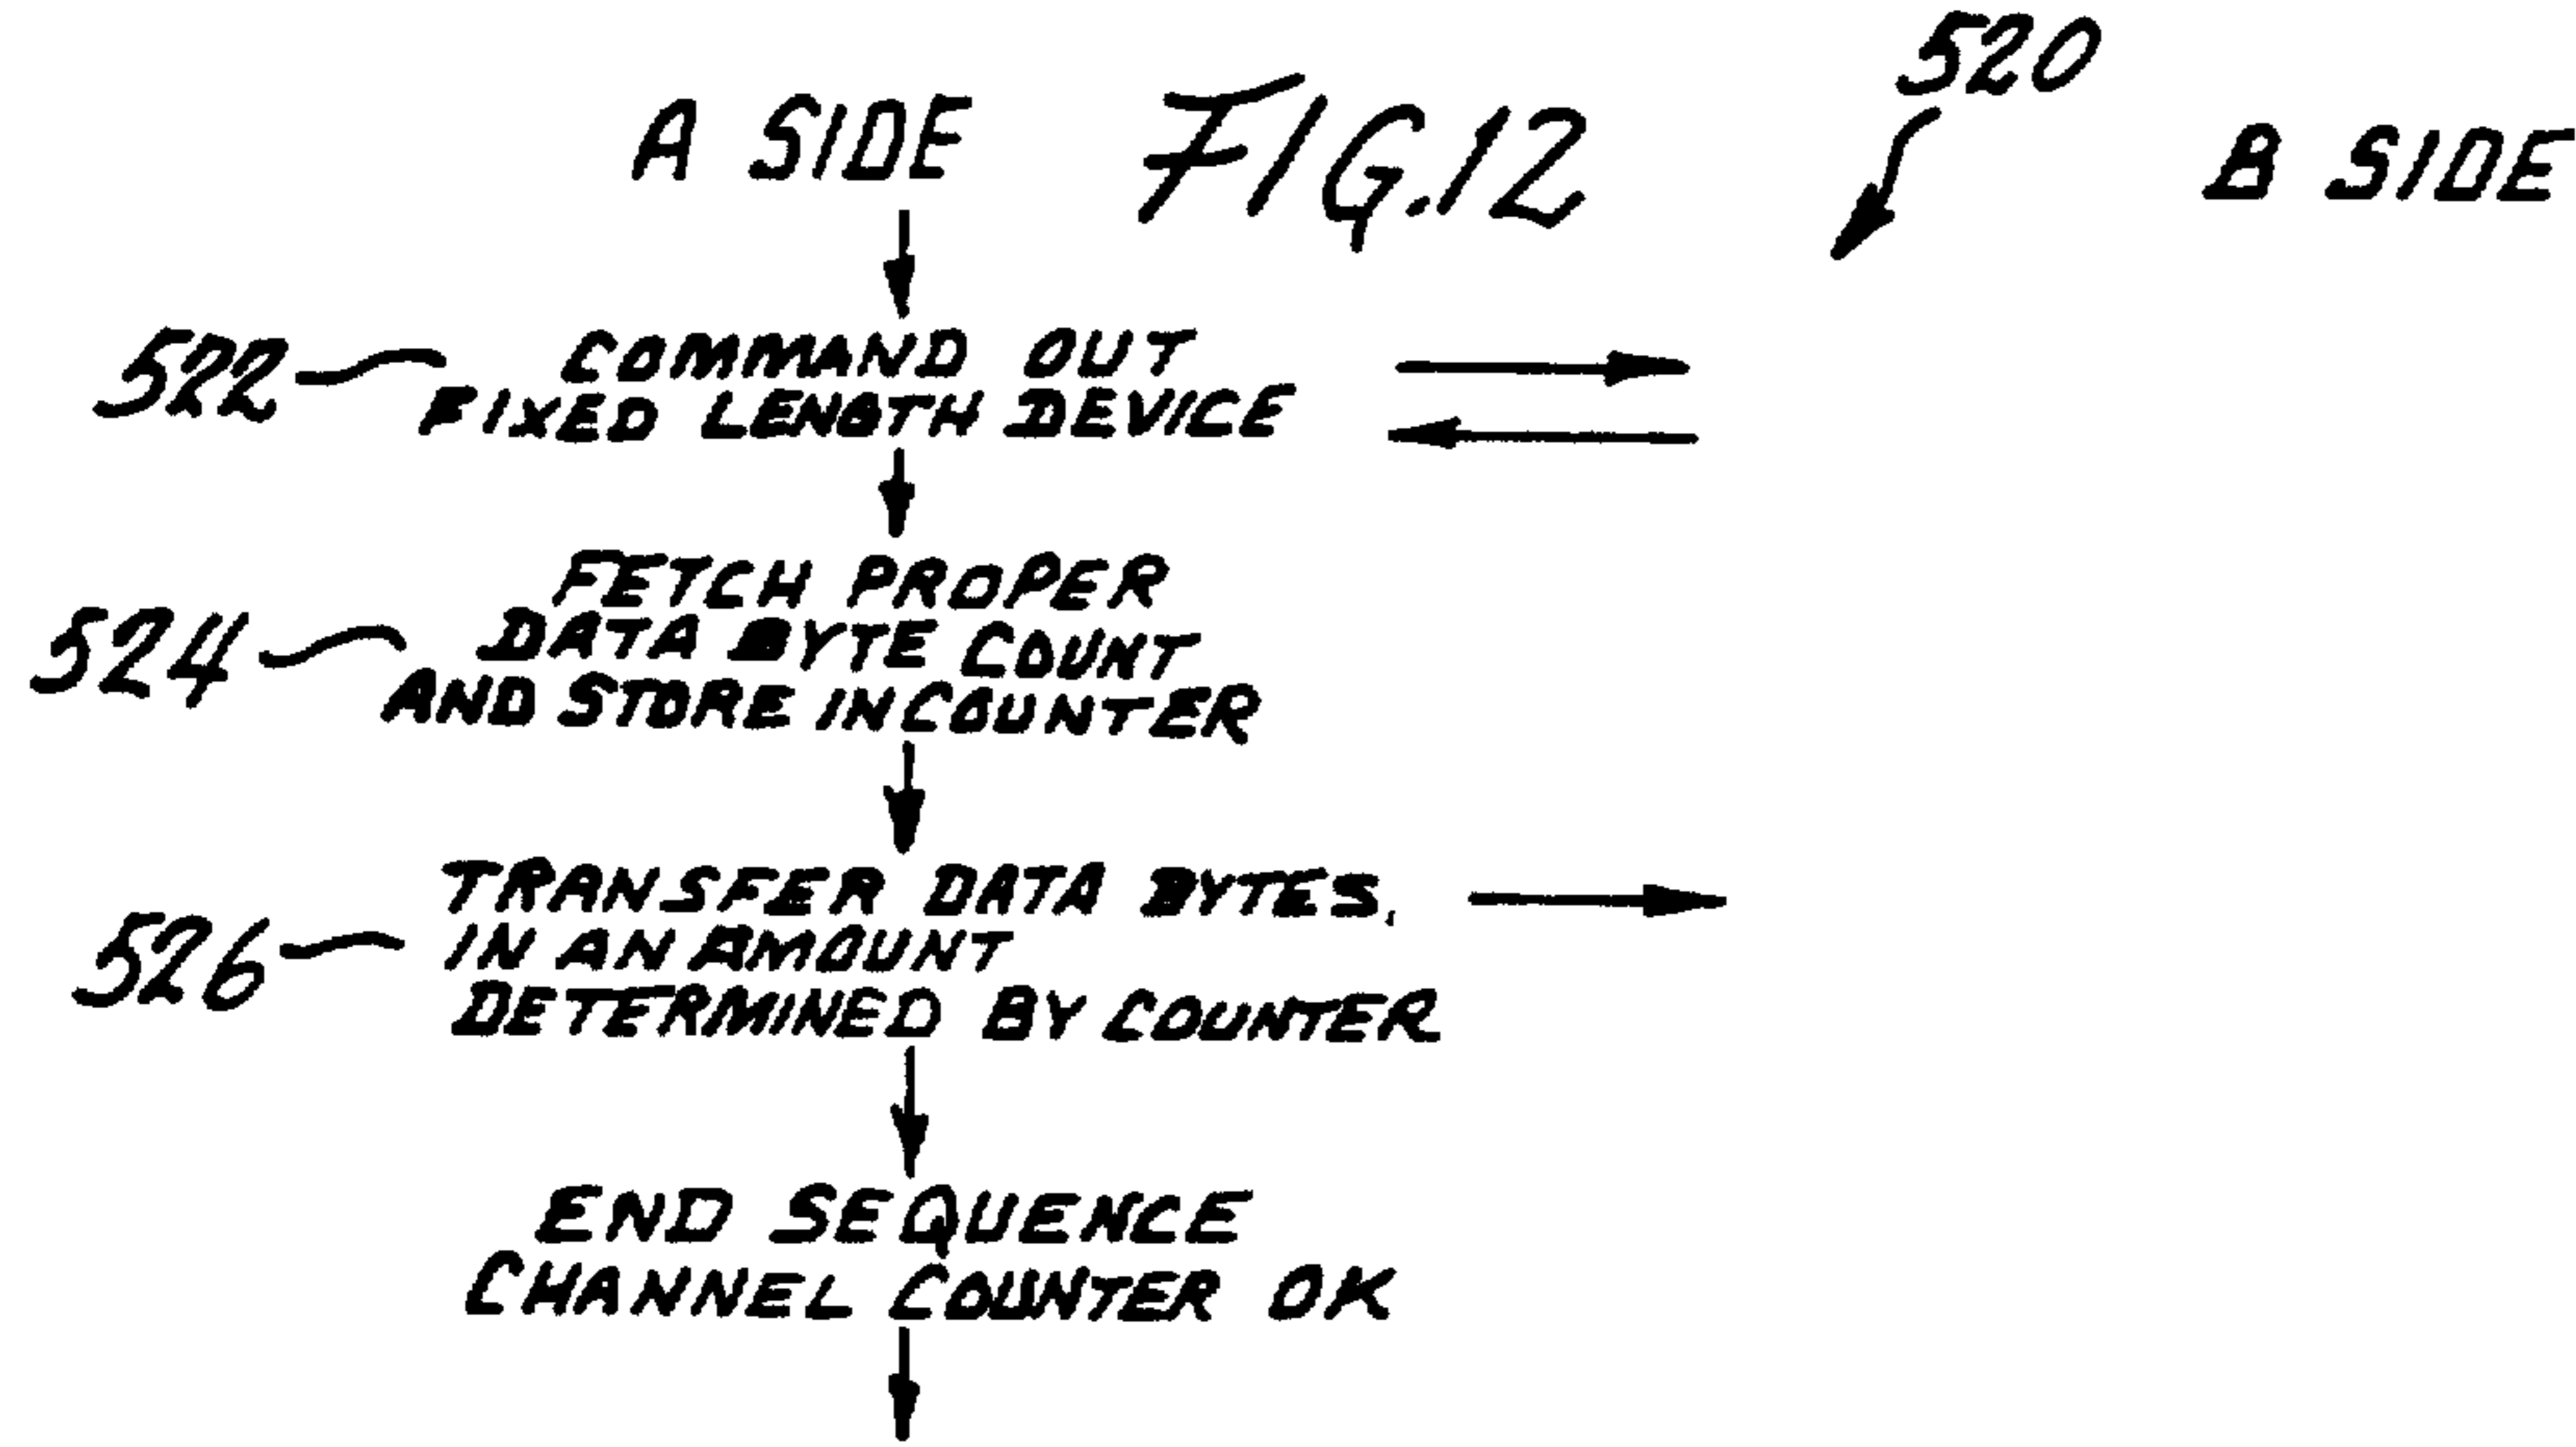 520
A SIDE
FIG.12
B SIDE
522
COMMAND OUT
FIXED LENGTH DEVICE
524
FETCH PROPER
DATA BYTE COUNT
AND STORE IN COUNTER
526
TRANSFER DATA BYTES,
IN AN AMOUNT
DETERMINED BY COUNTER
END SEQUENCE
CHANNEL COUNTER OK